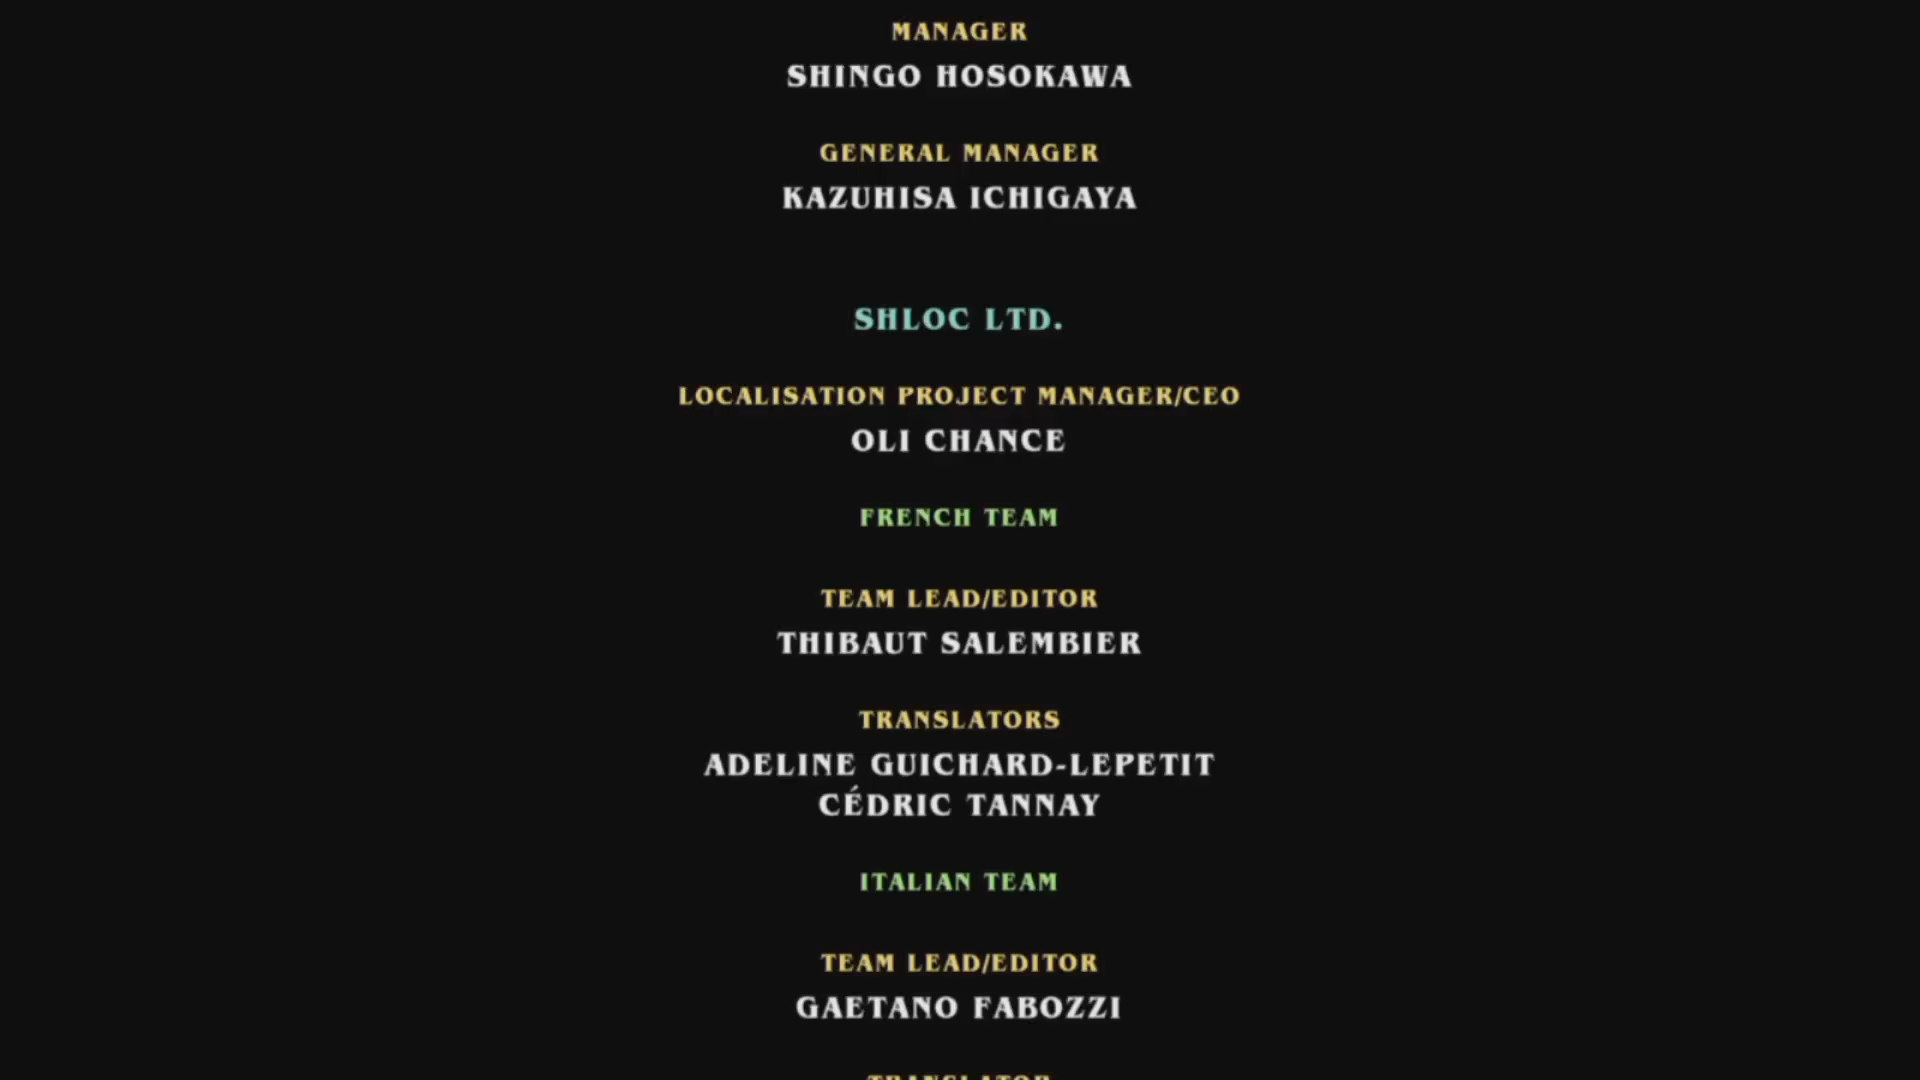 MANAGER
SHINGO HOSOKAWA
GENERAL MANAGER
KAZUHISA ICHIGAYA
SHLOC LTD.
LOCALISATION PROJECT MANAGER/CEO
OLI CHANCE
FRENCH TEAM
TEAM LEAD/EDITOR
THIBAUT SALEMBIER
TRANSLATORS
ADELINE GUICHARD-LEPETIT
CÉDRIC TANNAY
ITALIAN TEAM
TEAM LEAD/EDITOR
GAETANO FABOZZI
TRANSLATOR